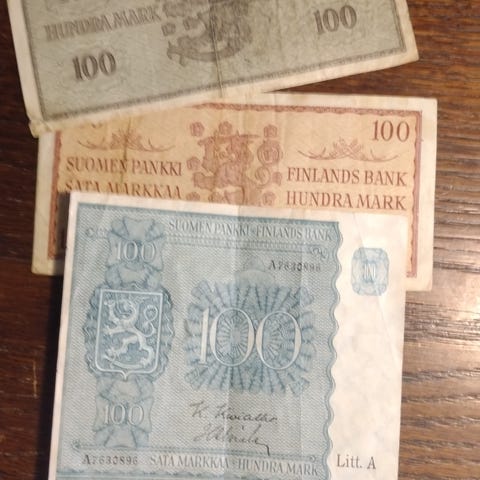 HUNDRA MARK
100
100
100
SUOMEN PANKKI
SATA MARKKAA
FINLANDS BANK
HUNDRA MARK
SUOMEN PANKKI·FINLANDS BANK
100
A7630896
100
100
100
A7630896
SATA MARKKAA·HUNDRA MARK
Litt. A